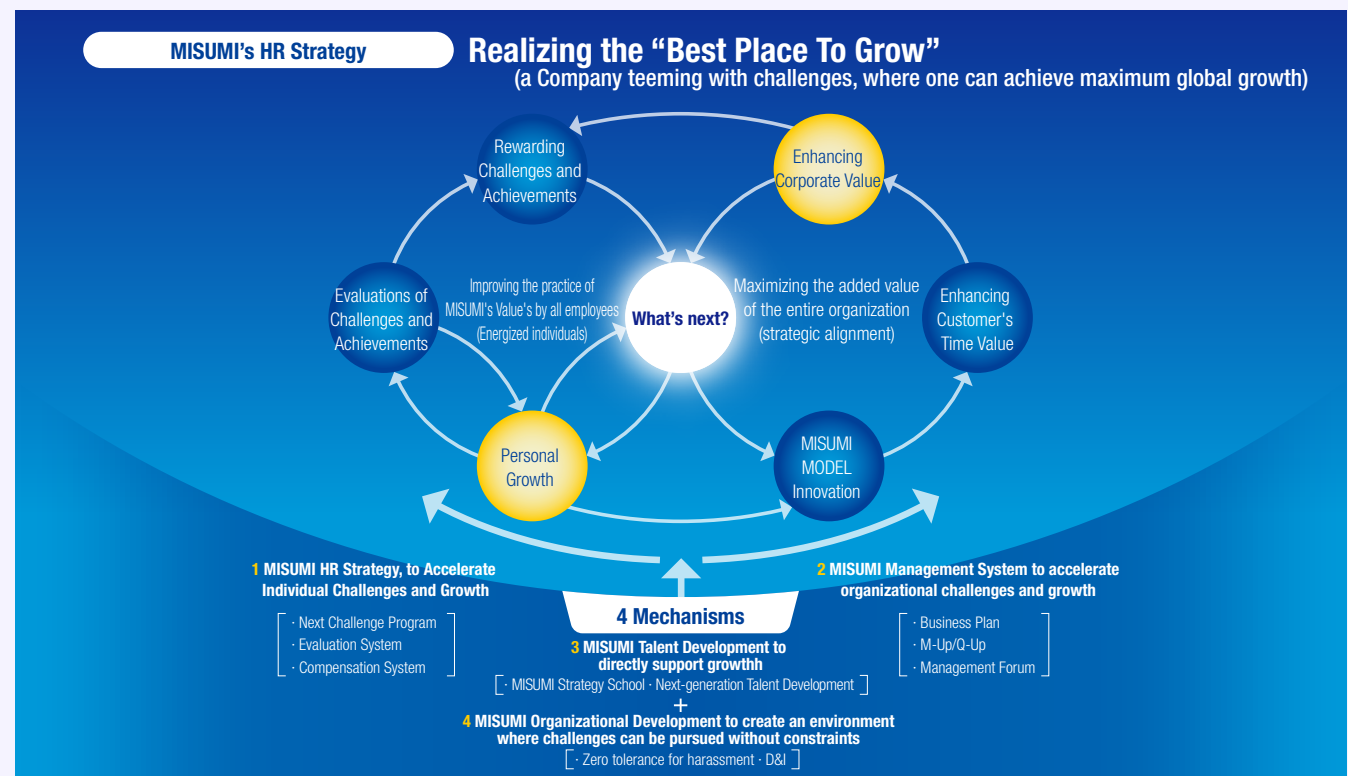 MISUMI's HR Strategy
Realizing the “Best Place To Grow”
(a Company teeming with challenges, where one can achieve maximum global growth)
Rewarding
Challenges and
Achievements
Enhancing
Corporate Value
Evaluations of
Challenges and
Achievements
Improving the practice of
MISUMI's Value's by all employees
(Energized individuals)
What's next?
Maximizing the added value
of the entire organization
(strategic alignment)
Enhancing
Customer's
Time Value
Personal
Growth
MISUMI
MODEL
Innovation
1 MISUMI HR Strategy, to Accelerate
Individual Challenges and Growth
· Next Challenge Program
· Evaluation System
· Compensation System
2 MISUMI Management System to accelerate
organizational challenges and growth
· Business Plan
· M-Up/Q-Up
· Management Forum
4 Mechanisms
3 MISUMI Talent Development to
directly support growthh
· MISUMI Strategy School · Next-generation Talent Development
+
4 MISUMI Organizational Development to create an environment
where challenges can be pursued without constraints
· Zero tolerance for harassment · D&I